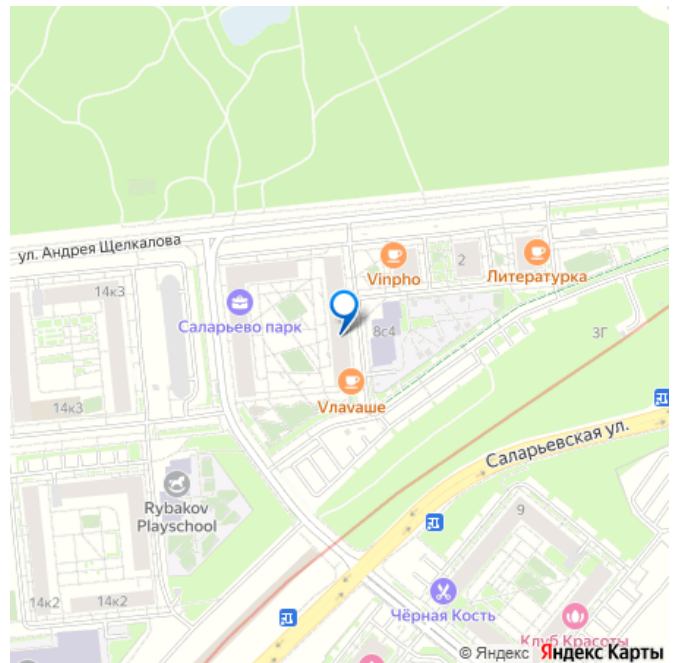 ул. Андрея Щелкалова
Vinpho
2
Литературка
14к3
Саларьево парк
8с4
3Г
14к3
Vлаvаше
Саларьевская ул.
Rybakov
Playschool
9
14к2
14к2
Чёрная Кость
Клуб Красоты
© Яндекс Яндекс Карты